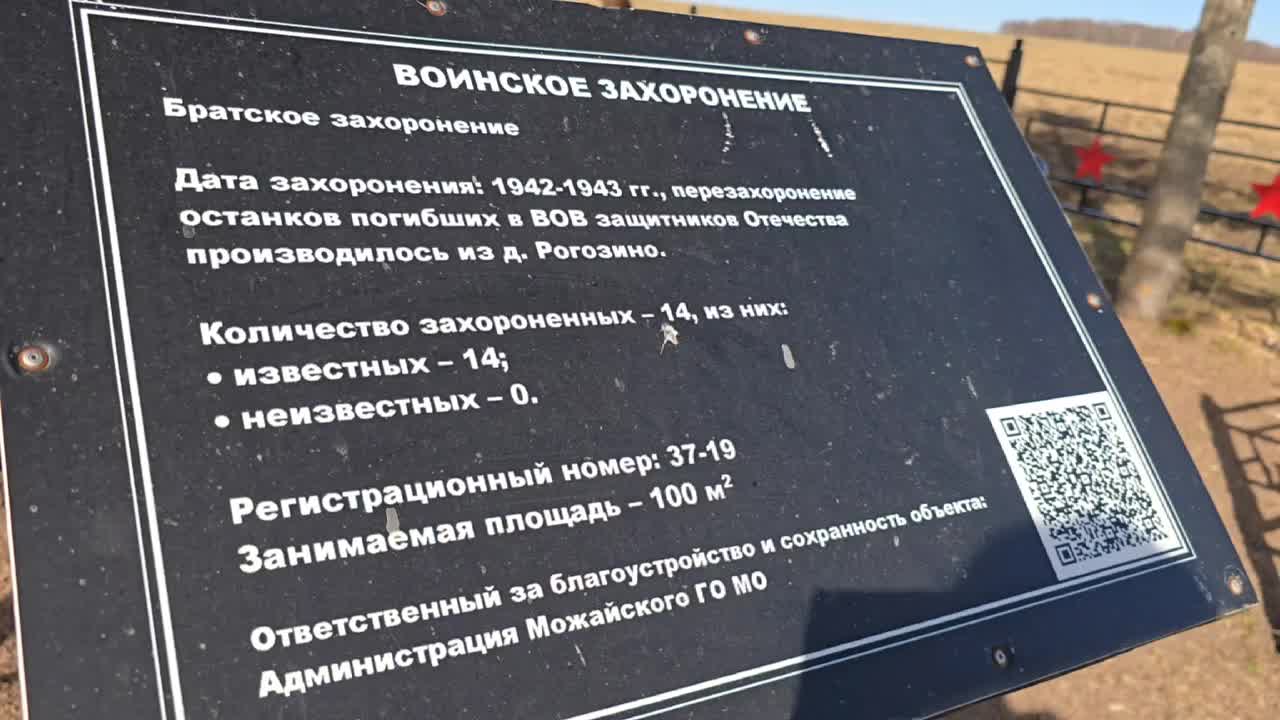 ВОИНСКОЕ ЗАХОРОНЕНИЕ
Братское захоронение
Дата захоронения: 1942-1943 гг., перезахоронение
останков погибших в ВОВ защитников Отечества
производилось из д. Рогозино.
Количество захороненных – 14, из них:
• известных – 14;
• неизвестных – 0.
Регистрационный номер: 37-19
Занимаемая площадь – 100 м²
Ответственный за благоустройство и сохранность объекта:
Администрация Можайского ГО МО